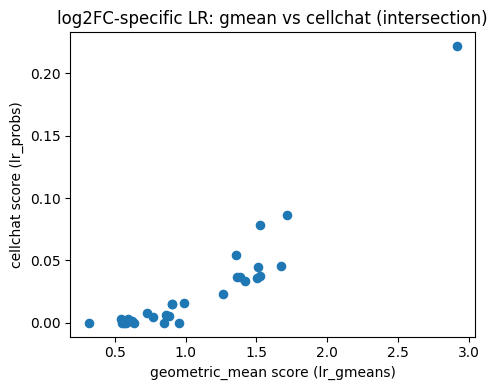 log2FC-specific LR: gmean vs cellchat (intersection)
cellchat score (lr_probs)
0.20
0.15
0.10
0.05
0.00
0.5 1.0 1.5 2.0 2.5 3.0
geometric_mean score (lr_gmeans)